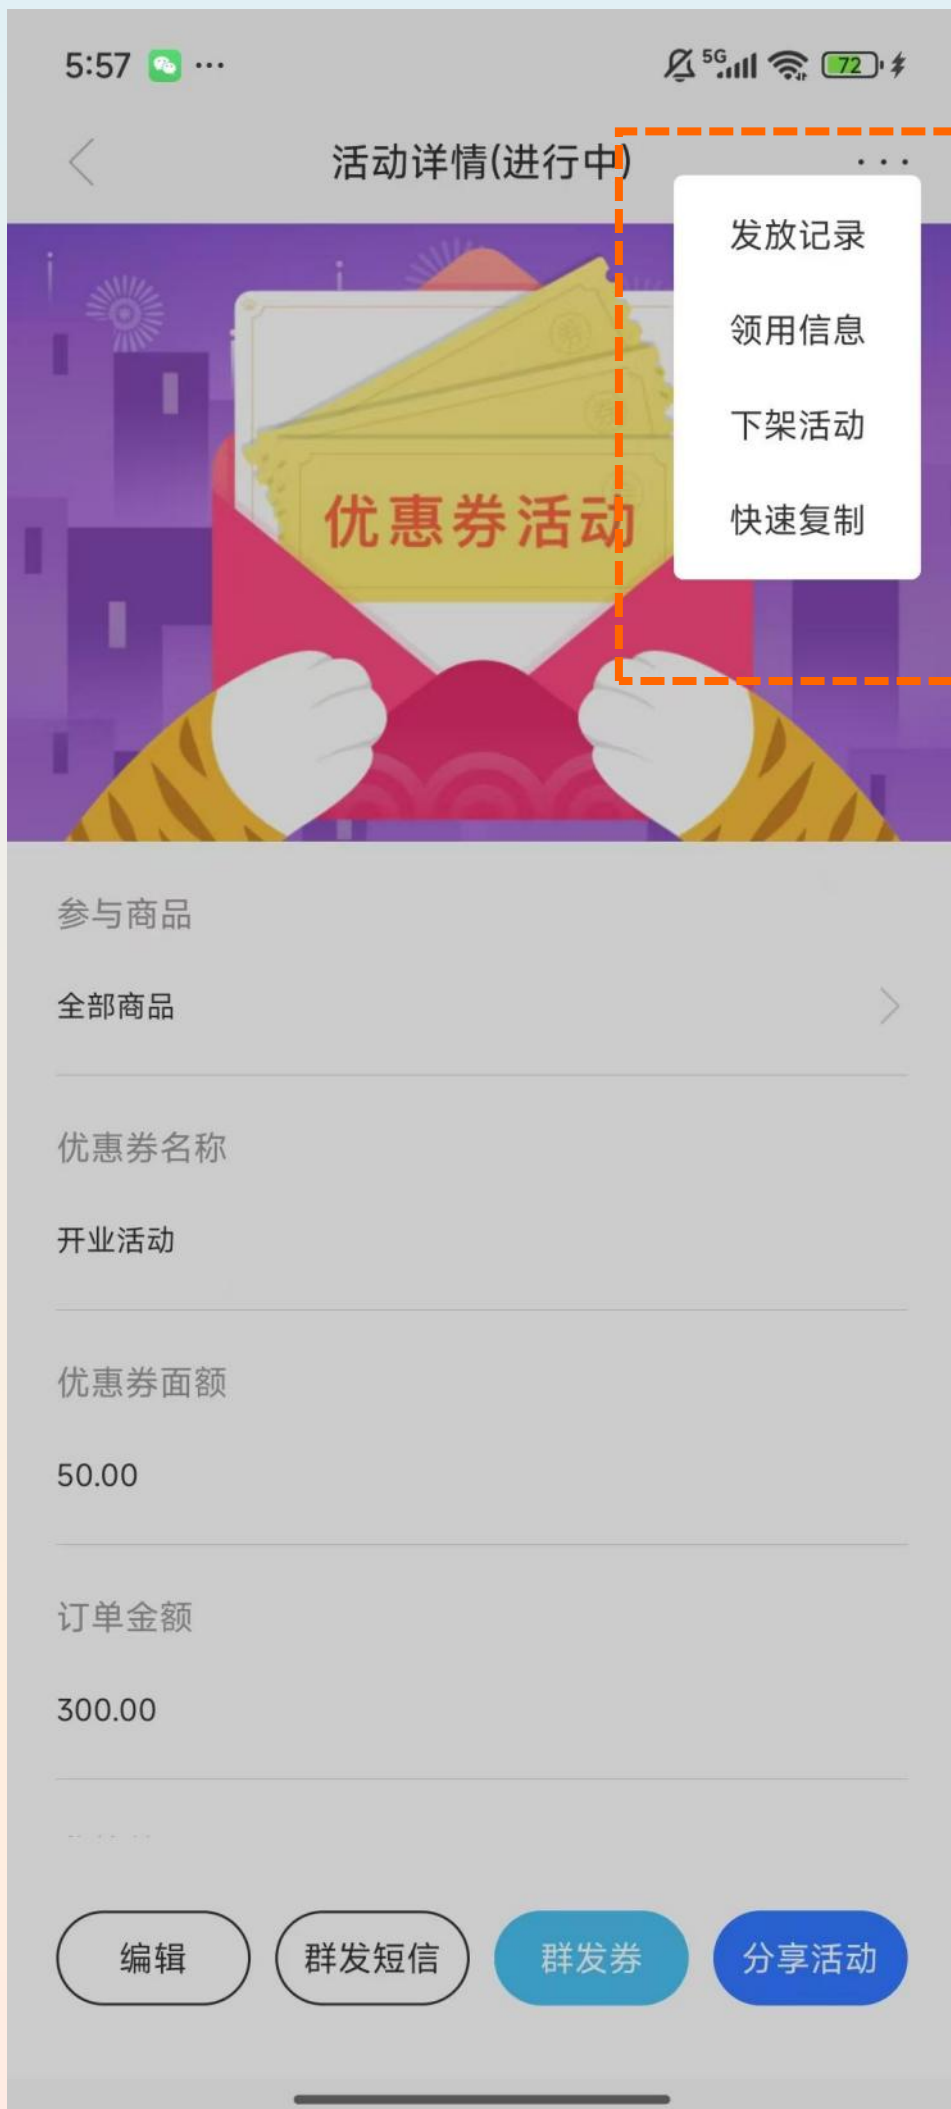 5:57 ...
5G 72
活动详情(进行中) ...
发放记录
领用信息
下架活动
快速复制
优惠券活动
参与商品
全部商品
优惠券名称
开业活动
优惠券面额
50.00
订单金额
300.00
编辑 群发短信 群发券 分享活动